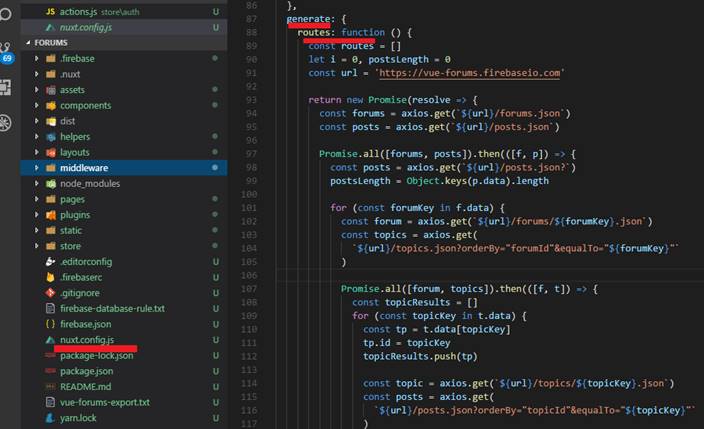 actions.js store\auth U
nuxt.config.js U
69
FORUMS
.firebase
.nuxt
assets
components
dist
helpers
layouts
middleware
node_modules
pages
plugins
static
store
.editorconfig U
.firebaserc U
.gitignore U
firebase-database-rule.txt U
firebase.json U
nuxt.config.js U
package-lock.json U
package.json U
README.md U
vue-forums-export.txt U
yarn.lock U
86 },
87 generate: {
88 routes: function () {
89 const routes = []
90 let i = 0, postsLength = 0
91 const url = 'https://vue-forums.firebaseio.com'
92
93 return new Promise(resolve => {
94 const forums = axios.get(`${url}/forums.json`)
95 const posts = axios.get(`${url}/posts.json`)
96
97 Promise.all([forums, posts]).then(([f, p]) => {
98 const posts = axios.get(`${url}/posts.json?`)
99 postsLength = Object.keys(p.data).length
100
101 for (const forumKey in f.data) {
102 const forum = axios.get(`${url}/forums/${forumKey}.json`)
103 const topics = axios.get(
104 `${url}/topics.json?orderBy="forumId"&equalTo="${forumKey}"`
105 )
106
107 Promise.all([forum, topics]).then(([f, t]) => {
108 const topicResults = []
109 for (const topicKey in t.data) {
110 const tp = t.data[topicKey]
111 tp.id = topicKey
112 topicResults.push(tp)
113
114 const topic = axios.get(`${url}/topics/${topicKey}.json`)
115 const posts = axios.get(
116 `${url}/posts.json?orderBy="topicId"&equalTo="${topicKey}"`
117 )